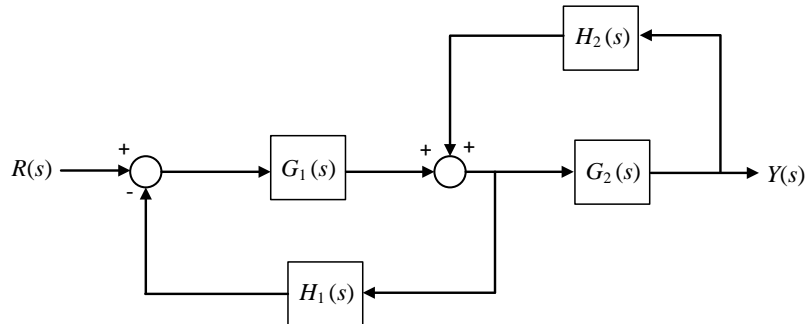 H₂(s)
+
+
+
R(s)
G₁(s)
G₂(s)
Y(s)
-
H₁(s)